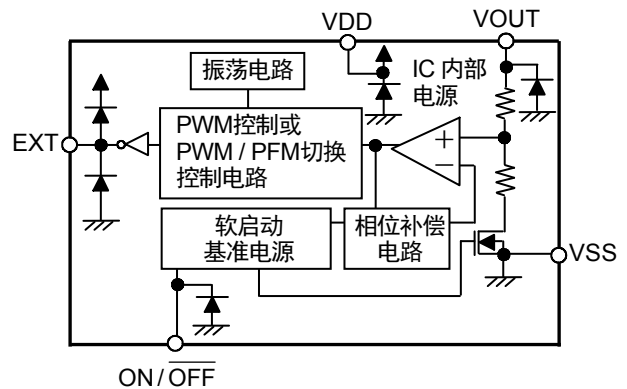 VDD
VOUT
振荡电路
IC 内部
电源
EXT
PWM控制或
PWM / PFM切换
控制电路
+
−
软启动
基准电源
相位补偿
电路
VSS
ON / OFF